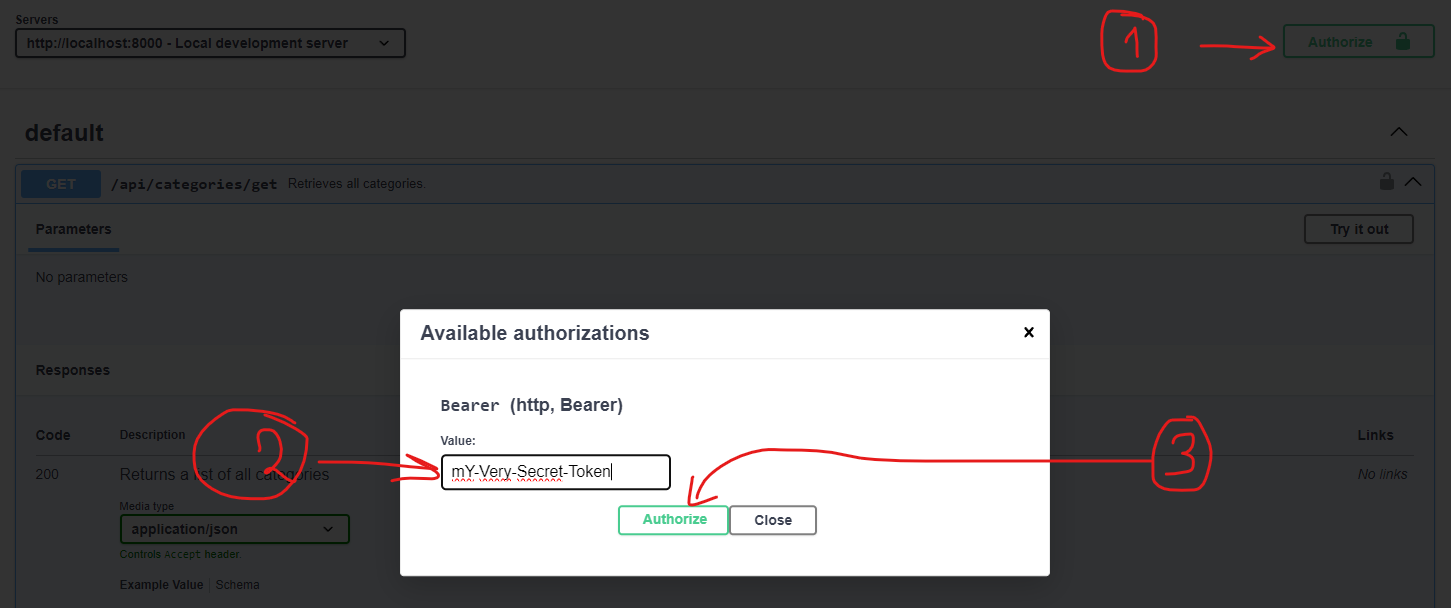 Servers
http://localhost:8000 - Local development server
1
Authorize
default
GET /api/categories/get Retrieves all categories.
Parameters
Try it out
No parameters
Available authorizations
Responses
Bearer (http, Bearer)
Code Description
Links
Value:
2
3
200 Returns a list of all categories
mY-Very-Secret-Token
No links
Media type
application/json
Authorize Close
Controls Accept header.
Example Value Schema